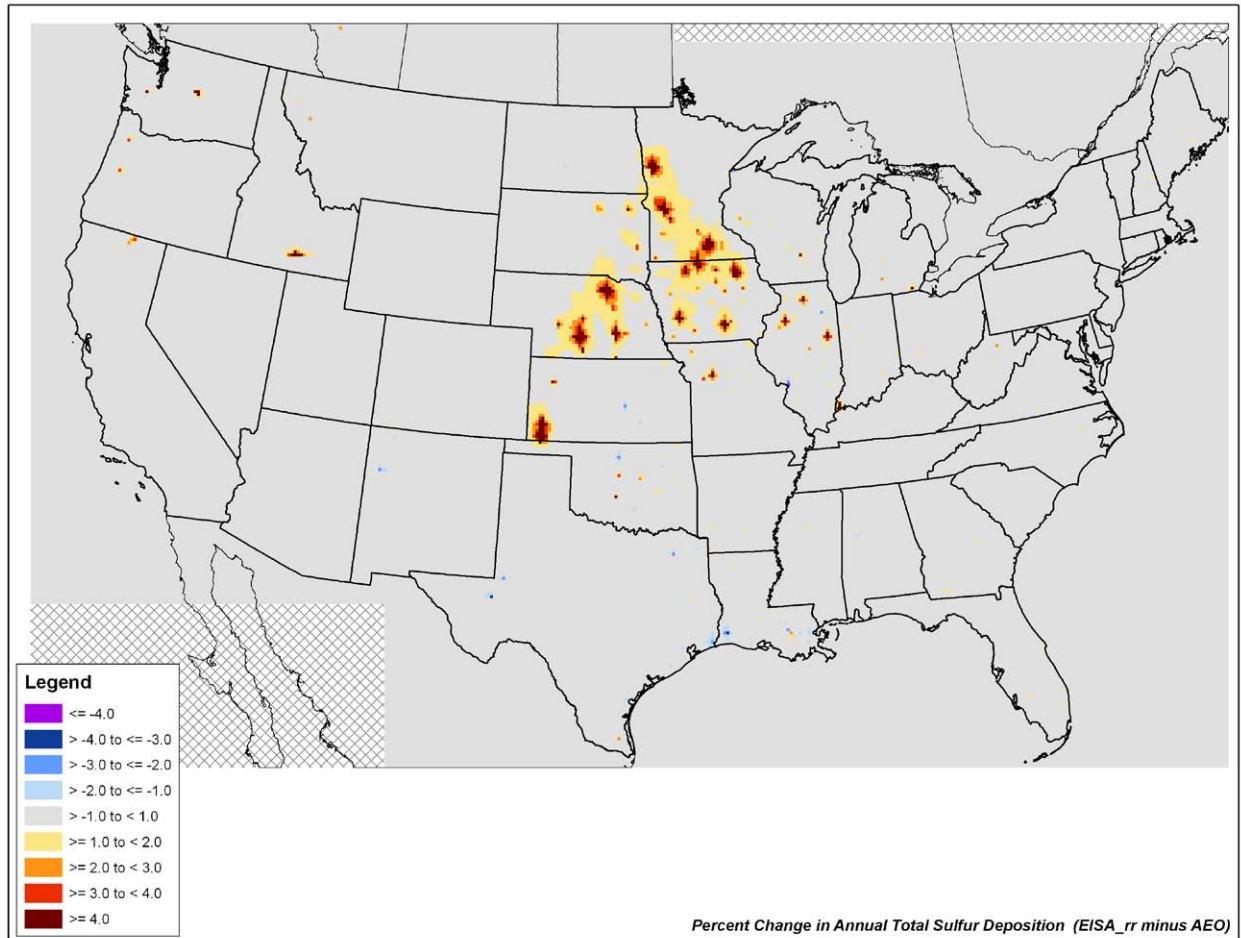 Legend
<= -4.0
> -4.0 to <= -3.0
> -3.0 to <= -2.0
> -2.0 to <= -1.0
> -1.0 to < 1.0
>= 1.0 to < 2.0
>= 2.0 to < 3.0
>= 3.0 to < 4.0
>= 4.0
Percent Change in Annual Total Sulfur Deposition (EISA_rr minus AEO)